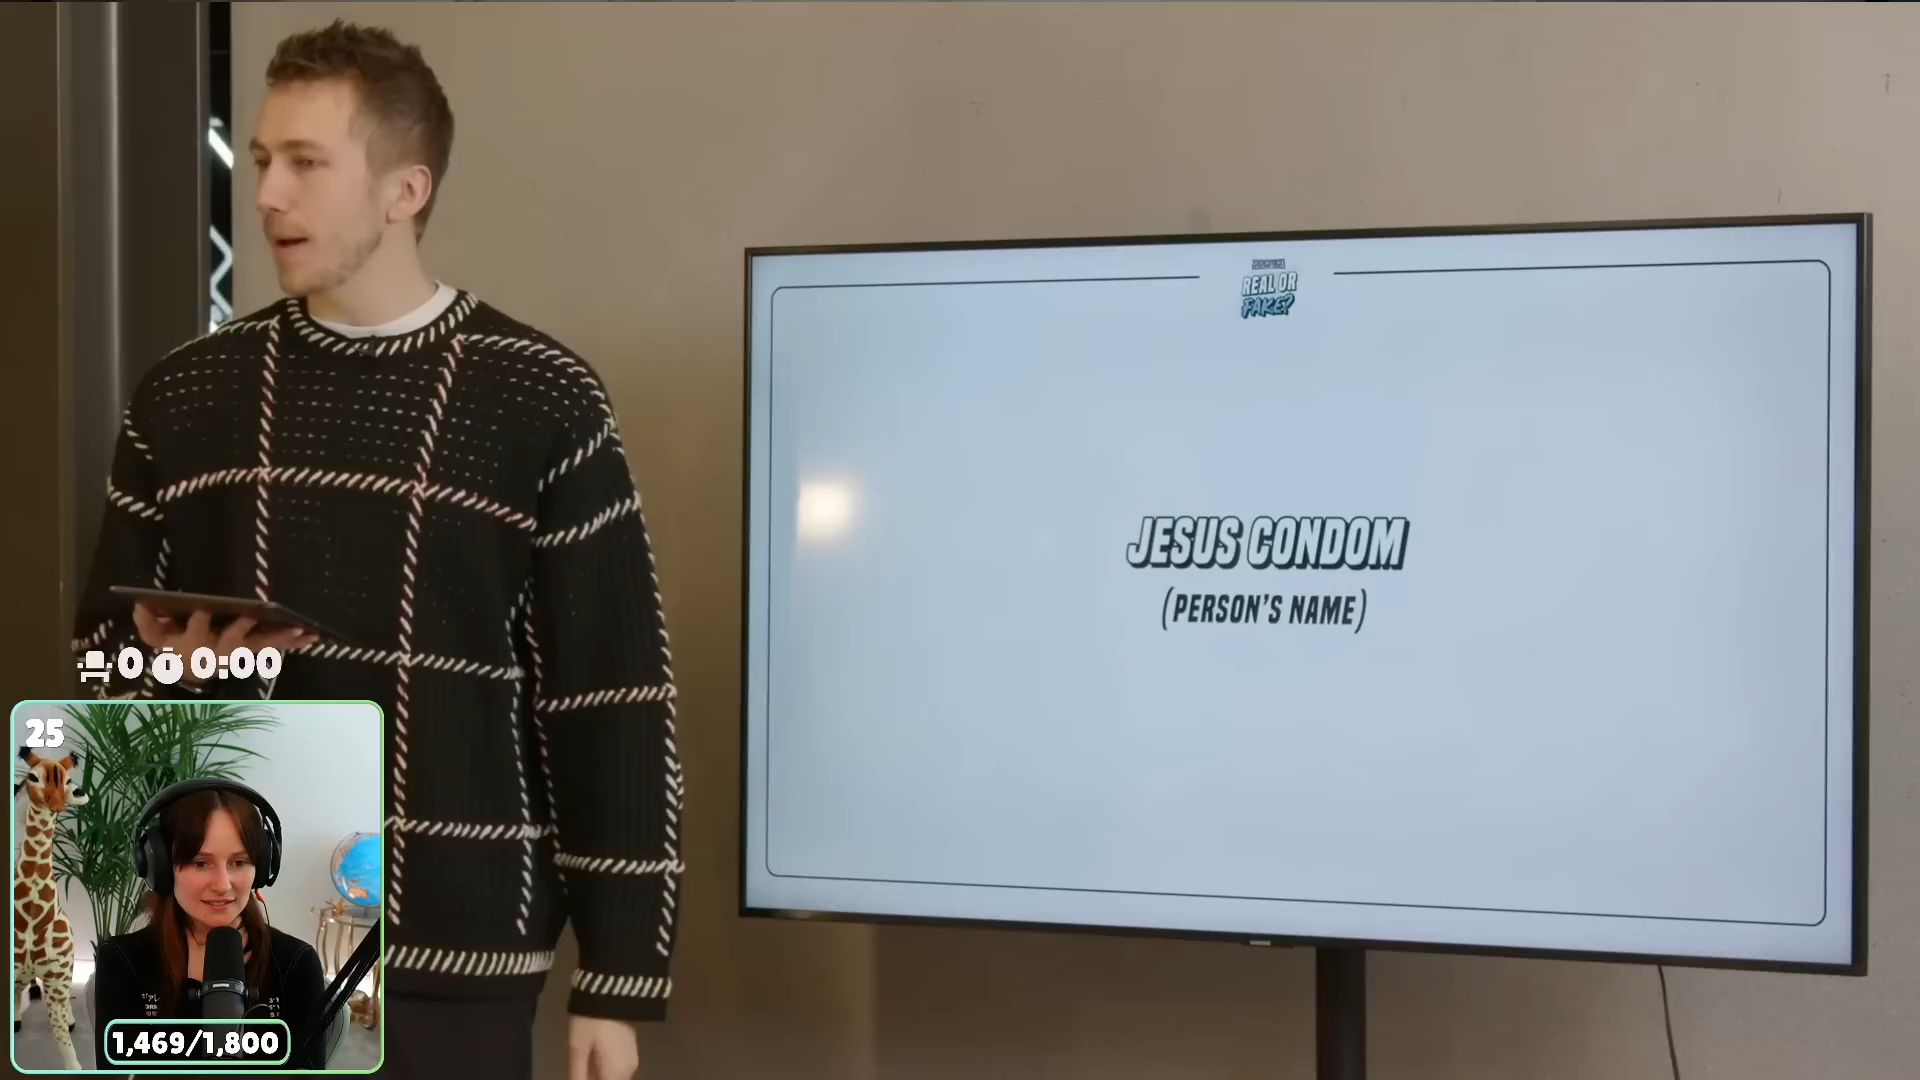 REAL OR
FAKE?
JESUS CONDOM
(PERSON'S NAME)
0 0:00
25
1,469/1,800